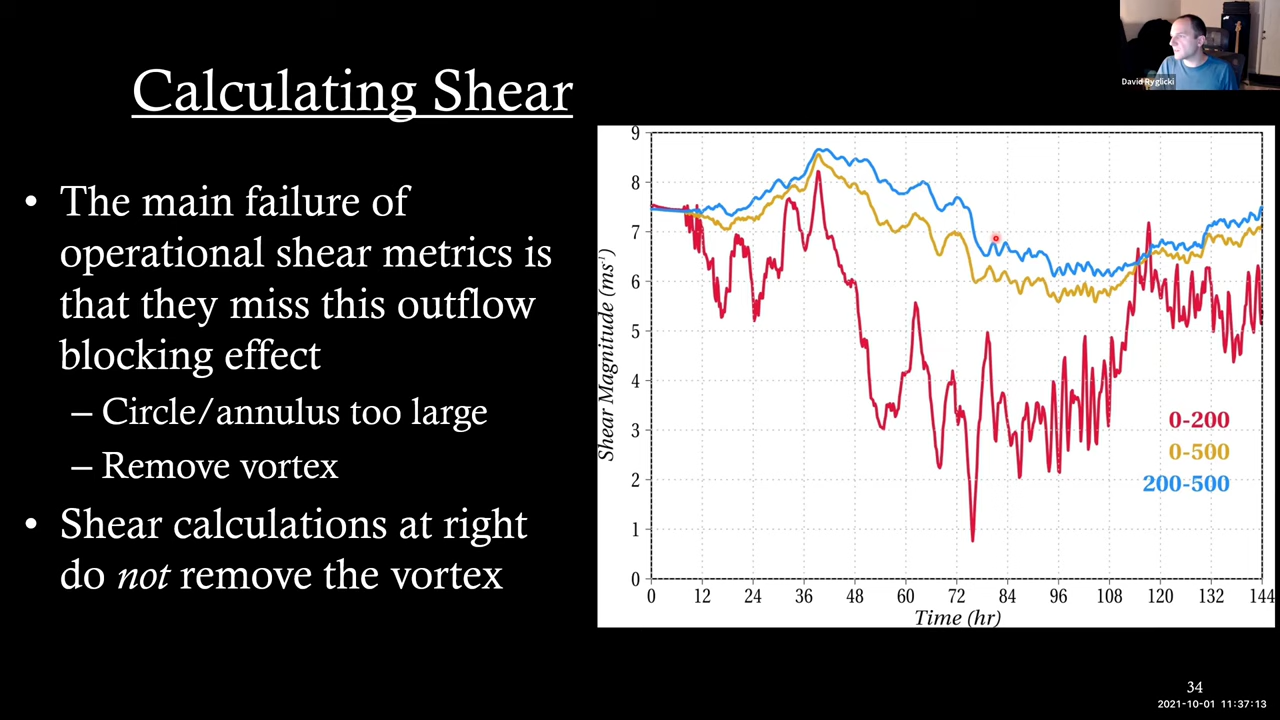 David Ryglicki
Calculating Shear
• The main failure of
operational shear metrics is
that they miss this outflow
blocking effect
– Circle/annulus too large
– Remove vortex
• Shear calculations at right
do not remove the vortex
9
8
7
6
5
4
3
2
1
0
Shear Magnitude (ms⁻¹)
0-200
0-500
200-500
0 12 24 36 48 60 72 84 96 108 120 132 144
Time (hr)
34
2021-10-01 11:37:13